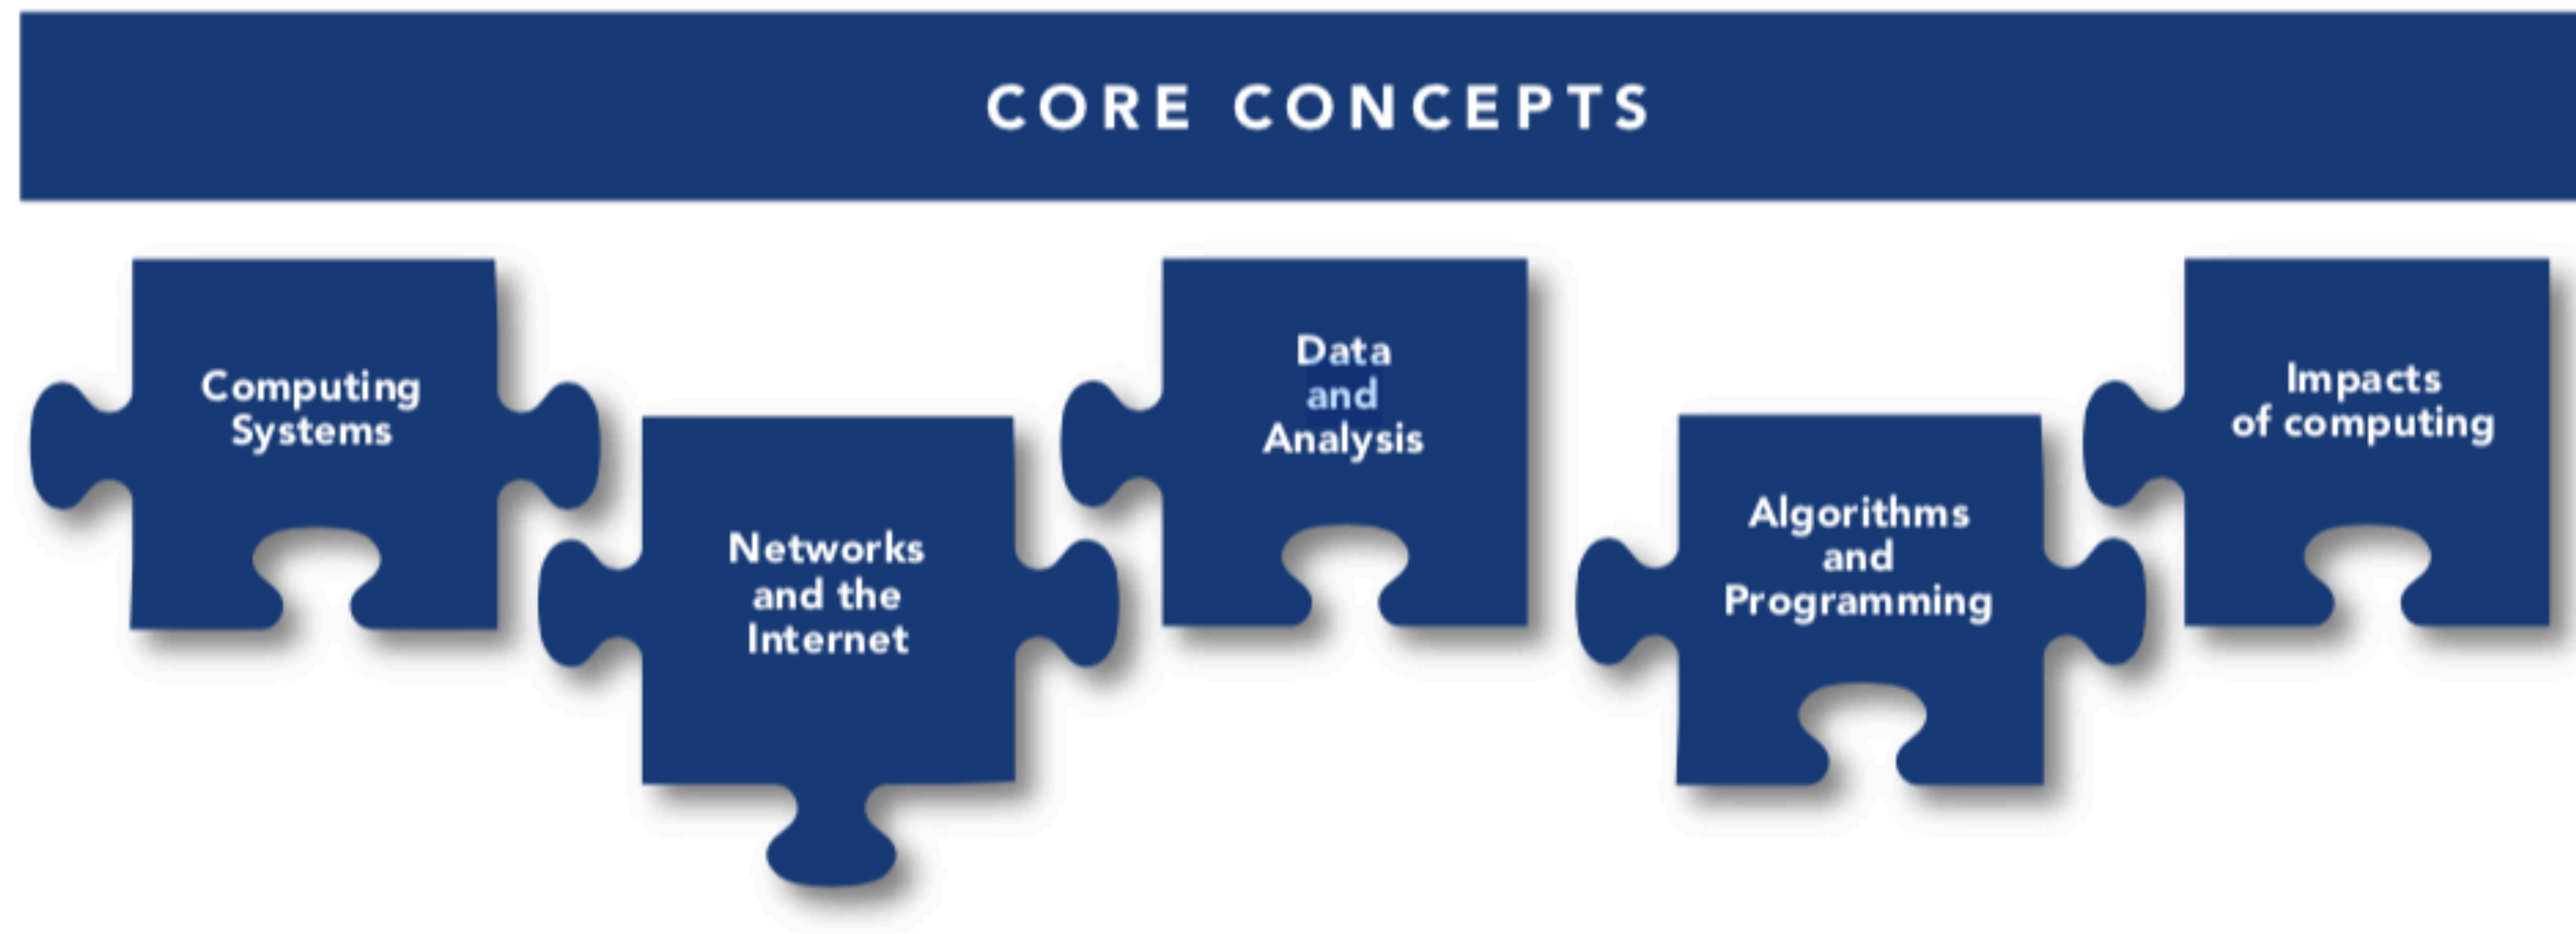 CORE CONCEPTS
Computing
Systems
Networks
and the
Internet
Data
and
Analysis
Algorithms
and
Programming
Impacts
of computing